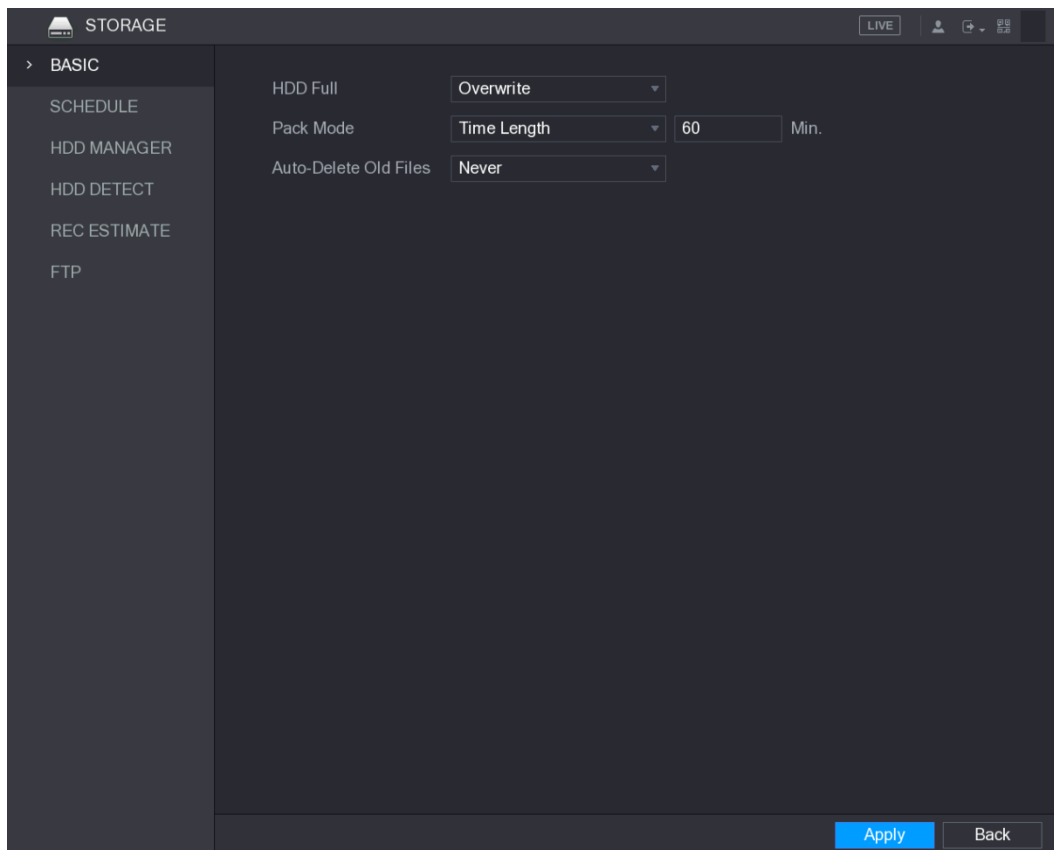 STORAGE
LIVE
BASIC
SCHEDULE
HDD MANAGER
HDD DETECT
REC ESTIMATE
FTP
HDD Full Overwrite
Pack Mode Time Length 60 Min.
Auto-Delete Old Files Never
Apply Back